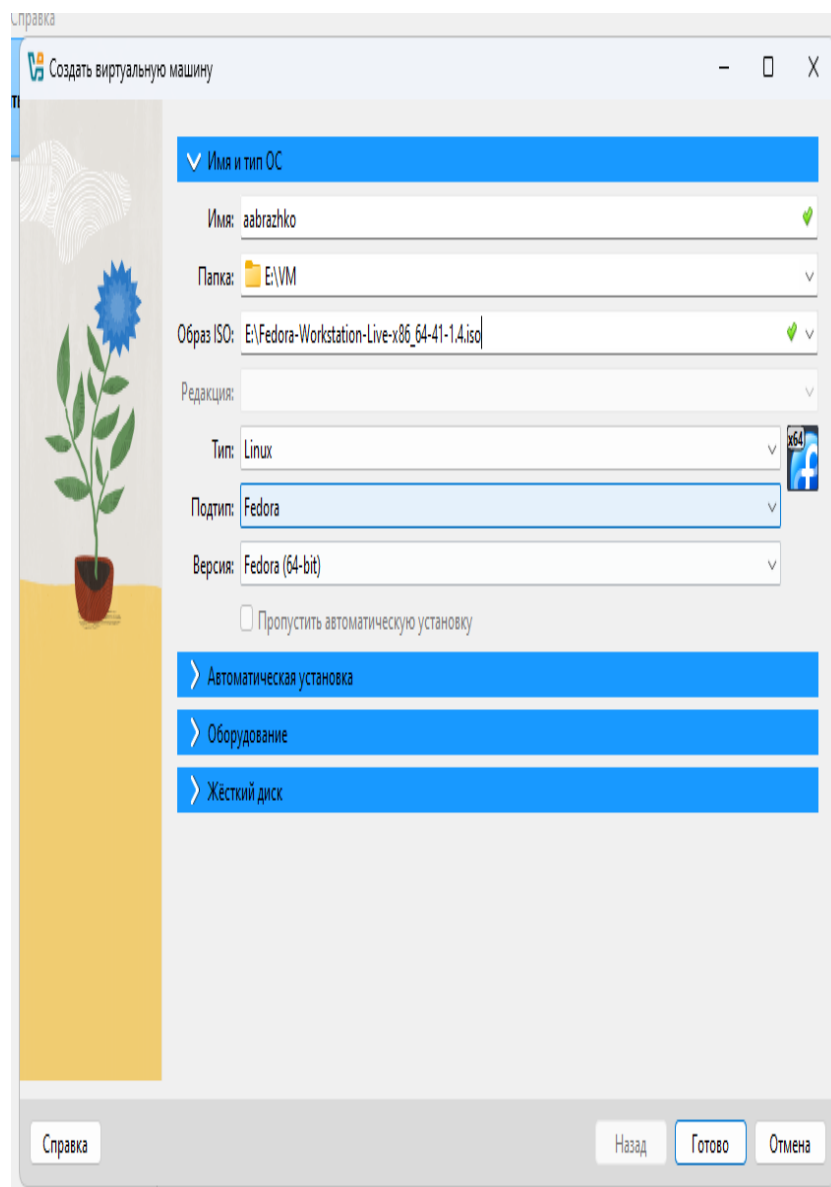 Справка
Создать виртуальную машину
Имя и тип ОС
Имя: aabrazhko
Папка: E:\VM
Образ ISO: E:\Fedora-Workstation-Live-x86_64-41-1.4.iso
Редакция:
Тип: Linux
x64
Подтип: Fedora
Версия: Fedora (64-bit)
Пропустить автоматическую установку
Автоматическая установка
Оборудование
Жёсткий диск
Справка Назад Готово Отмена